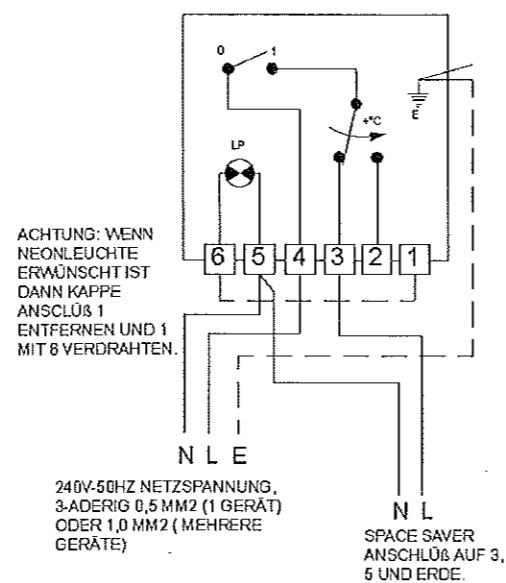 0 1
E
+°C
LP
6 5 4 3 2 1
ACHTUNG: WENN
NEONLEUCHTE
ERWÜNSCHT IST
DANN KAPPE
ANSCLÜß 1
ENTFERNEN UND 1
MIT 6 VERDRAHTEN.
N L E
240V-50HZ NETZSPANNUNG,
3-ADERIG 0,5 MM2 (1 GERÄT)
ODER 1,0 MM2 ( MEHRERE
GERÄTE)
N L
SPACE SAVER
ANSCHLÜß AUF 3,
5 UND ERDE.